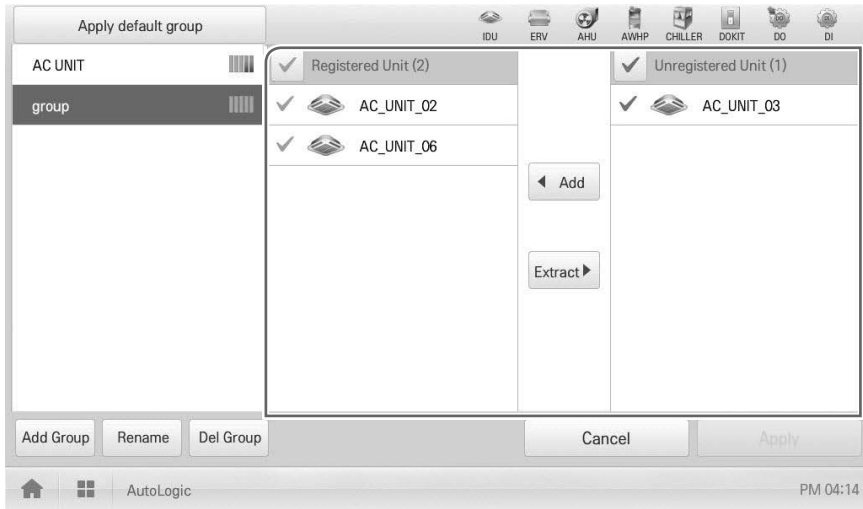 Apply default group
IDU ERV AHU AWHP CHILLER DOKIT DO DI
AC UNIT
group
Registered Unit (2)
AC_UNIT_02
AC_UNIT_06
Add
Extract
Unregistered Unit (1)
AC_UNIT_03
Add Group Rename Del Group
Cancel Apply
AutoLogic PM 04:14